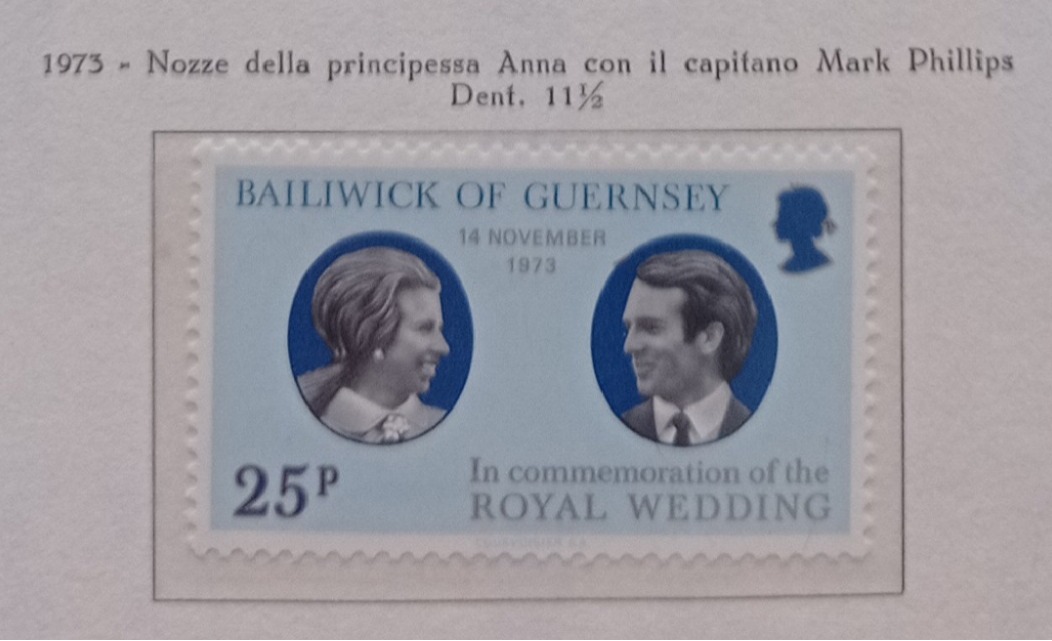 1973 - Nozze della principessa Anna con il capitano Mark Phillips
Dent. 11½
BAILIWICK OF GUERNSEY
14 NOVEMBER
1973
25P
In commemoration of the
ROYAL WEDDING
COURVOISIER S.A.